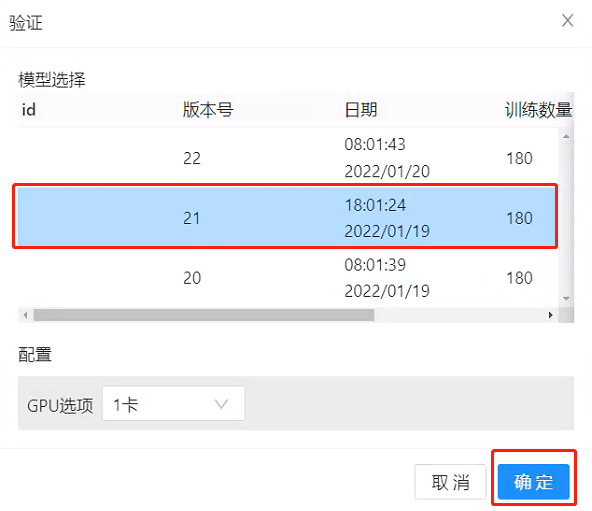 验证
模型选择
id 版本号 日期 训练数量
22 08:01:43 2022/01/20 180
21 18:01:24 2022/01/19 180
20 08:01:39 2022/01/19 180
配置
GPU选项 1卡
取消 确定